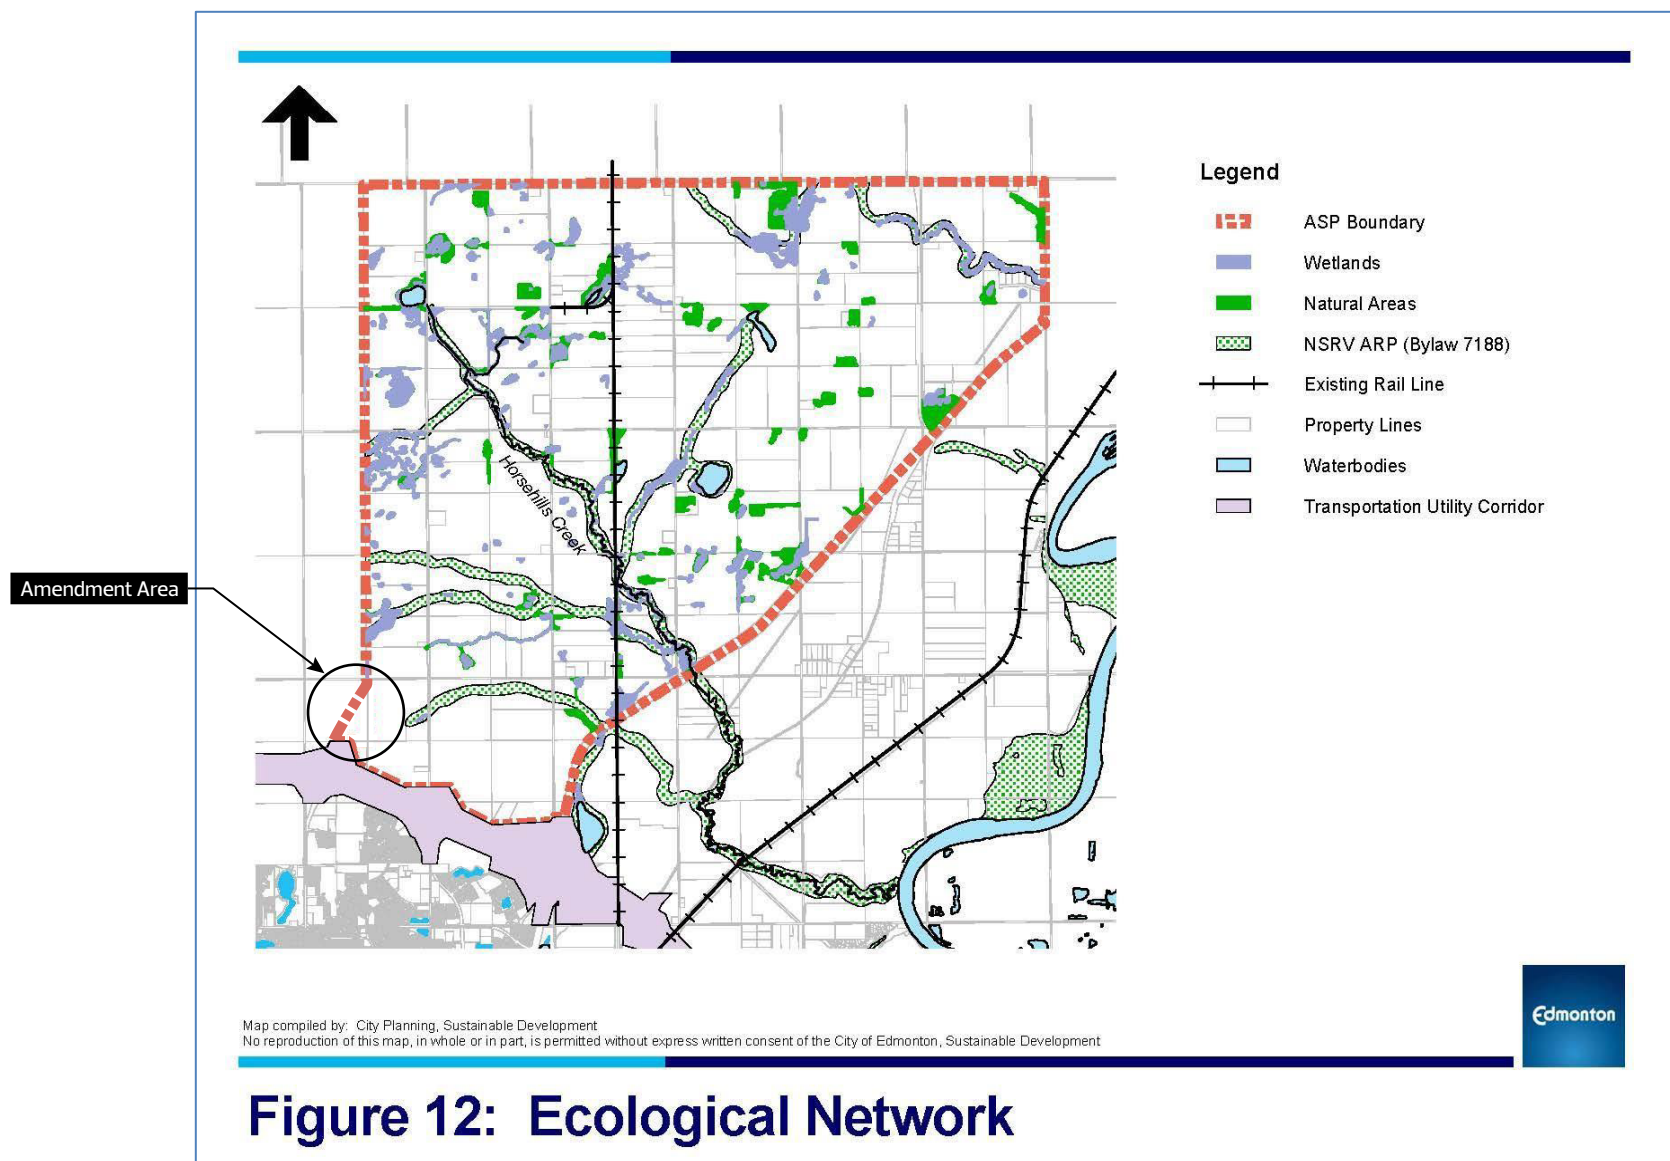 Legend
ASP Boundary
Wetlands
Natural Areas
NSRV ARP (Bylaw 7188)
Existing Rail Line
Property Lines
Waterbodies
Transportation Utility Corridor
Horsehills Creek
Amendment Area
Map compiled by: City Planning, Sustainable Development
No reproduction of this map, in whole or in part, is permitted without express written consent of the City of Edmonton, Sustainable Development
Edmonton
Figure 12: Ecological Network